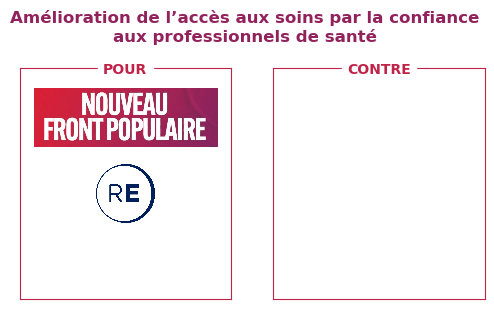 Amélioration de l’accès aux soins par la confiance
aux professionnels de santé
POUR
CONTRE
NOUVEAU
FRONT POPULAIRE
RE